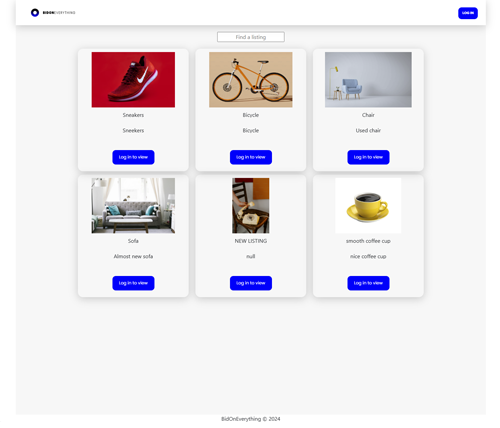 BIDONEVERYTHING
LOG IN
Find a listing
Sneakers
Sneekers
Log in to view
Bicycle
Bicycle
Log in to view
Chair
Used chair
Log in to view
Sofa
Almost new sofa
Log in to view
NEW LISTING
null
Log in to view
smooth coffee cup
nice coffee cup
Log in to view
BidOnEverything © 2024